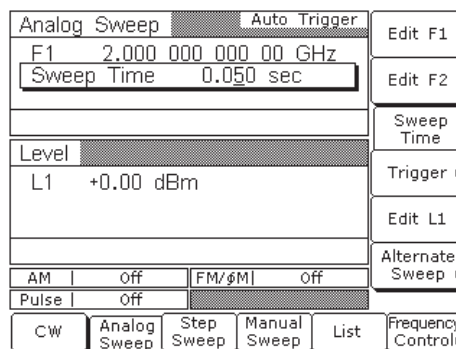 Analog Sweep Auto Trigger
F1 2.000 000 000 00 GHz
Sweep Time 0.050 sec
Level
L1 +0.00 dBm
AM Off FM/ϕM Off
Pulse Off
Edit F1
Edit F2
Sweep
Time
Trigger
Edit L1
Alternate
Sweep
CW
Analog
Sweep
Step
Sweep
Manual
Sweep
List
Frequency
Control